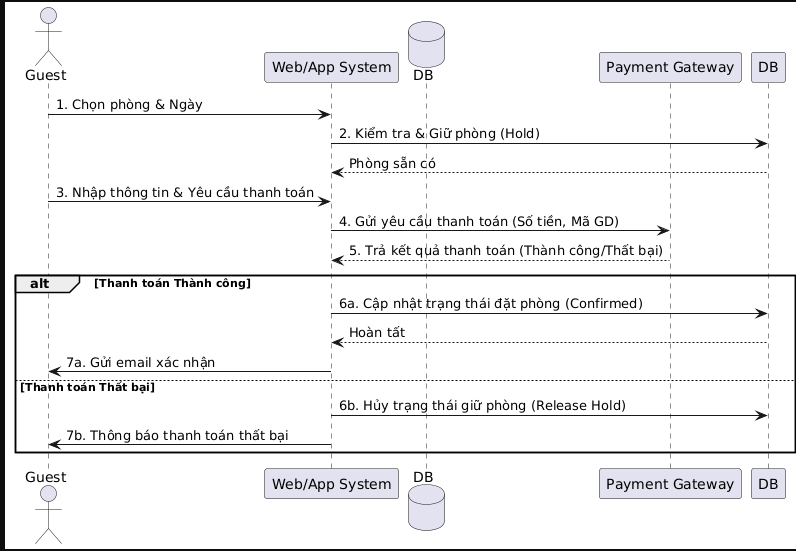 Guest
Web/App System
DB
Payment Gateway
DB
1. Chọn phòng & Ngày
2. Kiểm tra & Giữ phòng (Hold)
Phòng sẵn có
3. Nhập thông tin & Yêu cầu thanh toán
4. Gửi yêu cầu thanh toán (Số tiền, Mã GD)
5. Trả kết quả thanh toán (Thành công/Thất bại)
alt
[Thanh toán Thành công]
6a. Cập nhật trạng thái đặt phòng (Confirmed)
Hoàn tất
7a. Gửi email xác nhận
[Thanh toán Thất bại]
6b. Hủy trạng thái giữ phòng (Release Hold)
7b. Thông báo thanh toán thất bại
Guest
Web/App System
DB
Payment Gateway
DB